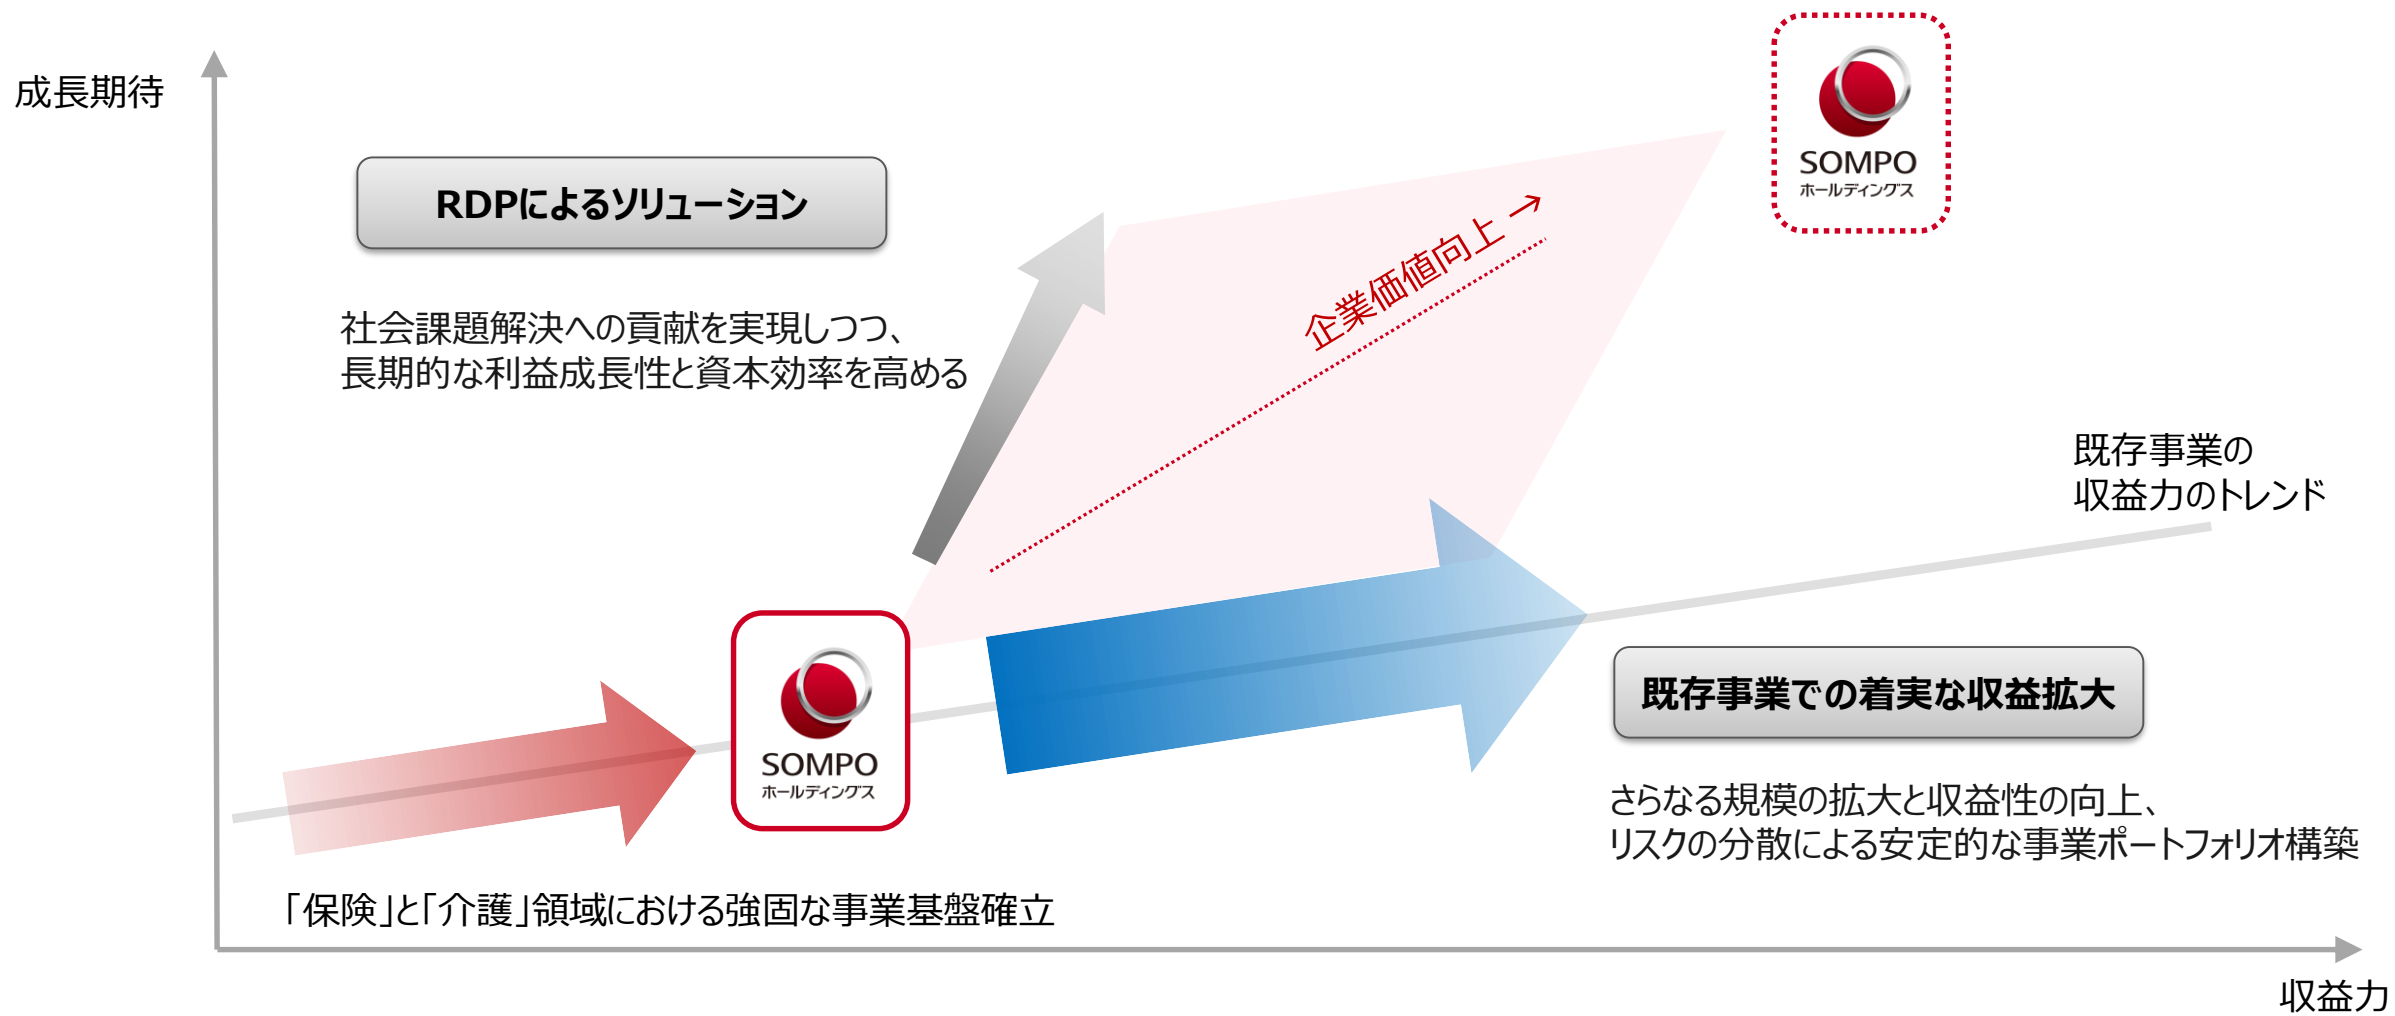 成長期待
SOMPO
ホールディングス
RDPによるソリューション
企業価値向上 →
社会課題解決への貢献を実現しつつ、
長期的な利益成長性と資本効率を高める
既存事業の
収益力のトレンド
既存事業での着実な収益拡大
SOMPO
ホールディングス
さらなる規模の拡大と収益性の向上、
リスクの分散による安定的な事業ポートフォリオ構築
「保険」と「介護」領域における強固な事業基盤確立
収益力